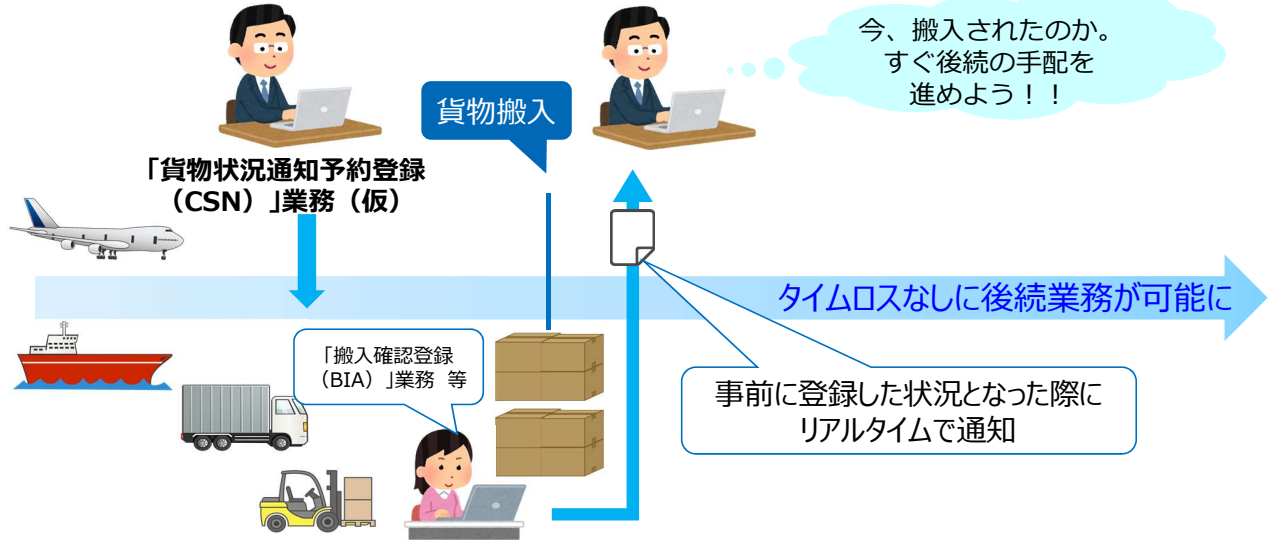 今、搬入されたのか。
すぐ後続の手配を
進めよう！！
貨物搬入
「貨物状況通知予約登録
（CSN）」業務（仮）
タイムロスなしに後続業務が可能に
「搬入確認登録
（BIA）」業務 等
事前に登録した状況となった際に
リアルタイムで通知